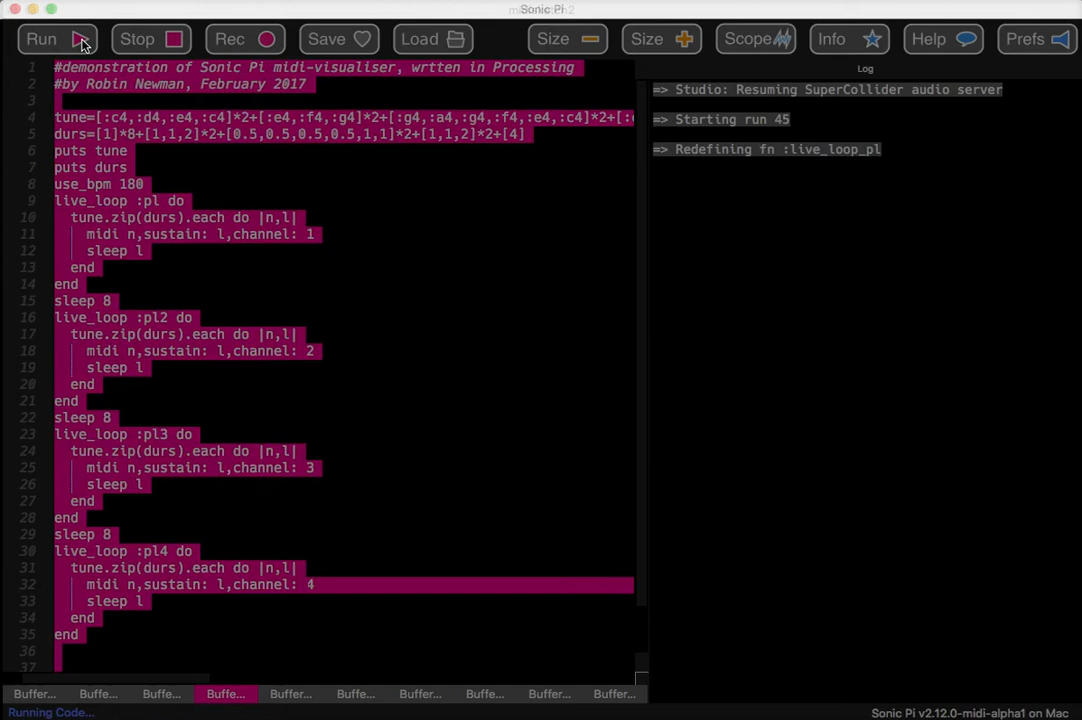 Sonic Pi
Run Stop Rec Save Load Size Size Scope Info Help Prefs
Log
1 #demonstration of Sonic Pi midi-visualiser, wrtten in Processing
2 #by Robin Newman, February 2017
3
4 tune=[:c4,:d4,:e4,:c4]*2+[:e4,:f4,:g4]*2+[:g4,:a4,:g4,:f4,:e4,:c4]*2+[:
5 durs=[1]*8+[1,1,2]*2+[0.5,0.5,0.5,0.5,1,1]*2+[1,1,2]*2+[4]
6 puts tune
7 puts durs
8 use_bpm 180
9 live_loop :pl do
10 tune.zip(durs).each do |n,l|
11 midi n,sustain: l,channel: 1
12 sleep l
13 end
14 end
15 sleep 8
16 live_loop :pl2 do
17 tune.zip(durs).each do |n,l|
18 midi n,sustain: l,channel: 2
19 sleep l
20 end
21 end
22 sleep 8
23 live_loop :pl3 do
24 tune.zip(durs).each do |n,l|
25 midi n,sustain: l,channel: 3
26 sleep l
27 end
28 end
29 sleep 8
30 live_loop :pl4 do
31 tune.zip(durs).each do |n,l|
32 midi n,sustain: l,channel: 4
33 sleep l
34 end
35 end
36
37
=> Studio: Resuming SuperCollider audio server
=> Starting run 45
=> Redefining fn :live_loop_pl
Buffer... Buffe... Buffe... Buffe... Buffer... Buffe... Buffer... Buffe... Buffer... Buffer...
Running Code...
Sonic Pi v2.12.0-midi-alpha1 on Mac